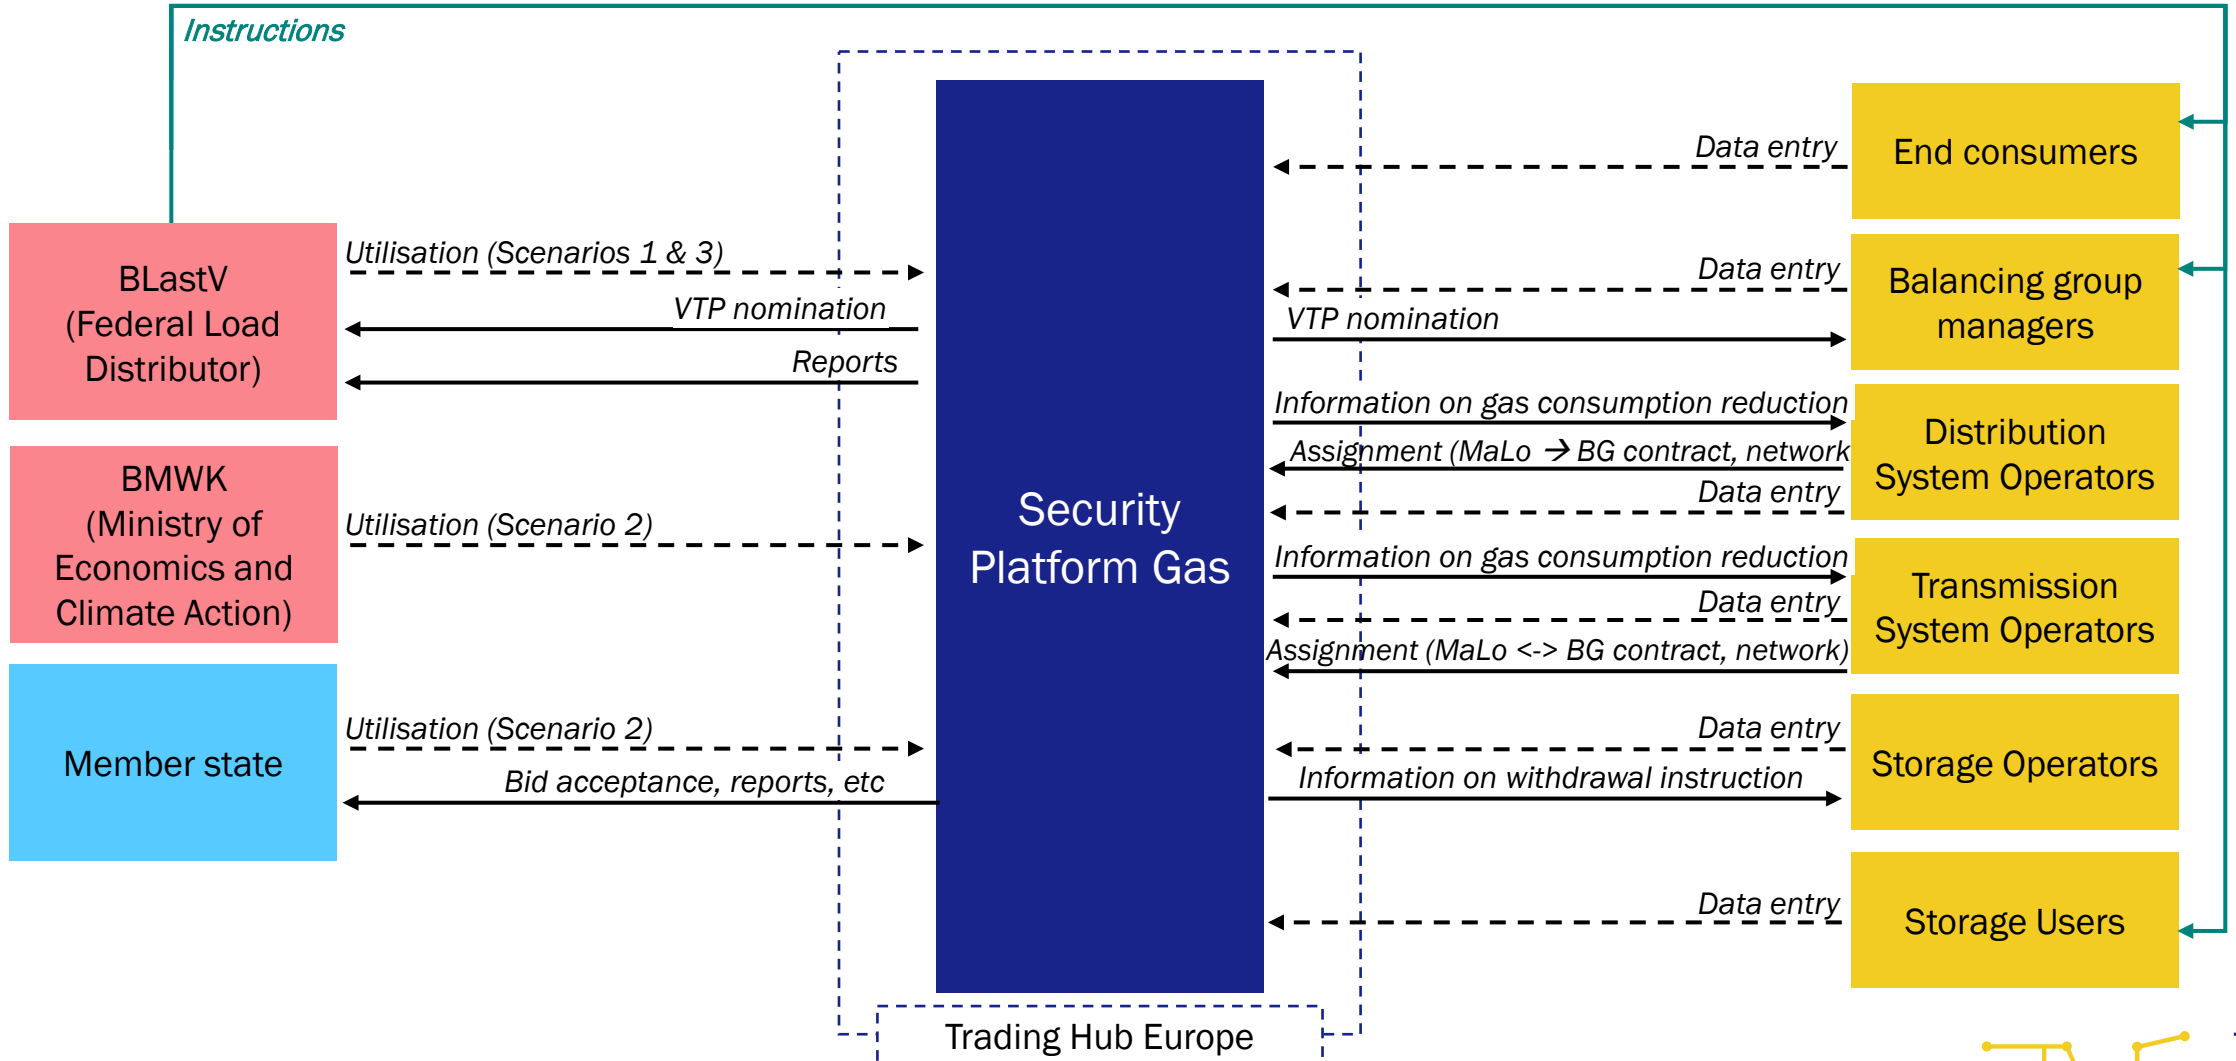 Instructions
BLastV
(Federal Load
Distributor)
Utilisation (Scenarios 1 & 3)
VTP nomination
Reports
BMWK
(Ministry of
Economics and
Climate Action)
Utilisation (Scenario 2)
Member state
Utilisation (Scenario 2)
Bid acceptance, reports, etc
Security
Platform Gas
Trading Hub Europe
Data entry
End consumers
Data entry
VTP nomination
Balancing group
managers
Information on gas consumption reduction
Assignment (MaLo → BG contract, network
Data entry
Distribution
System Operators
Information on gas consumption reduction
Data entry
Assignment (MaLo <-> BG contract, network)
Transmission
System Operators
Data entry
Information on withdrawal instruction
Storage Operators
Data entry
Storage Users